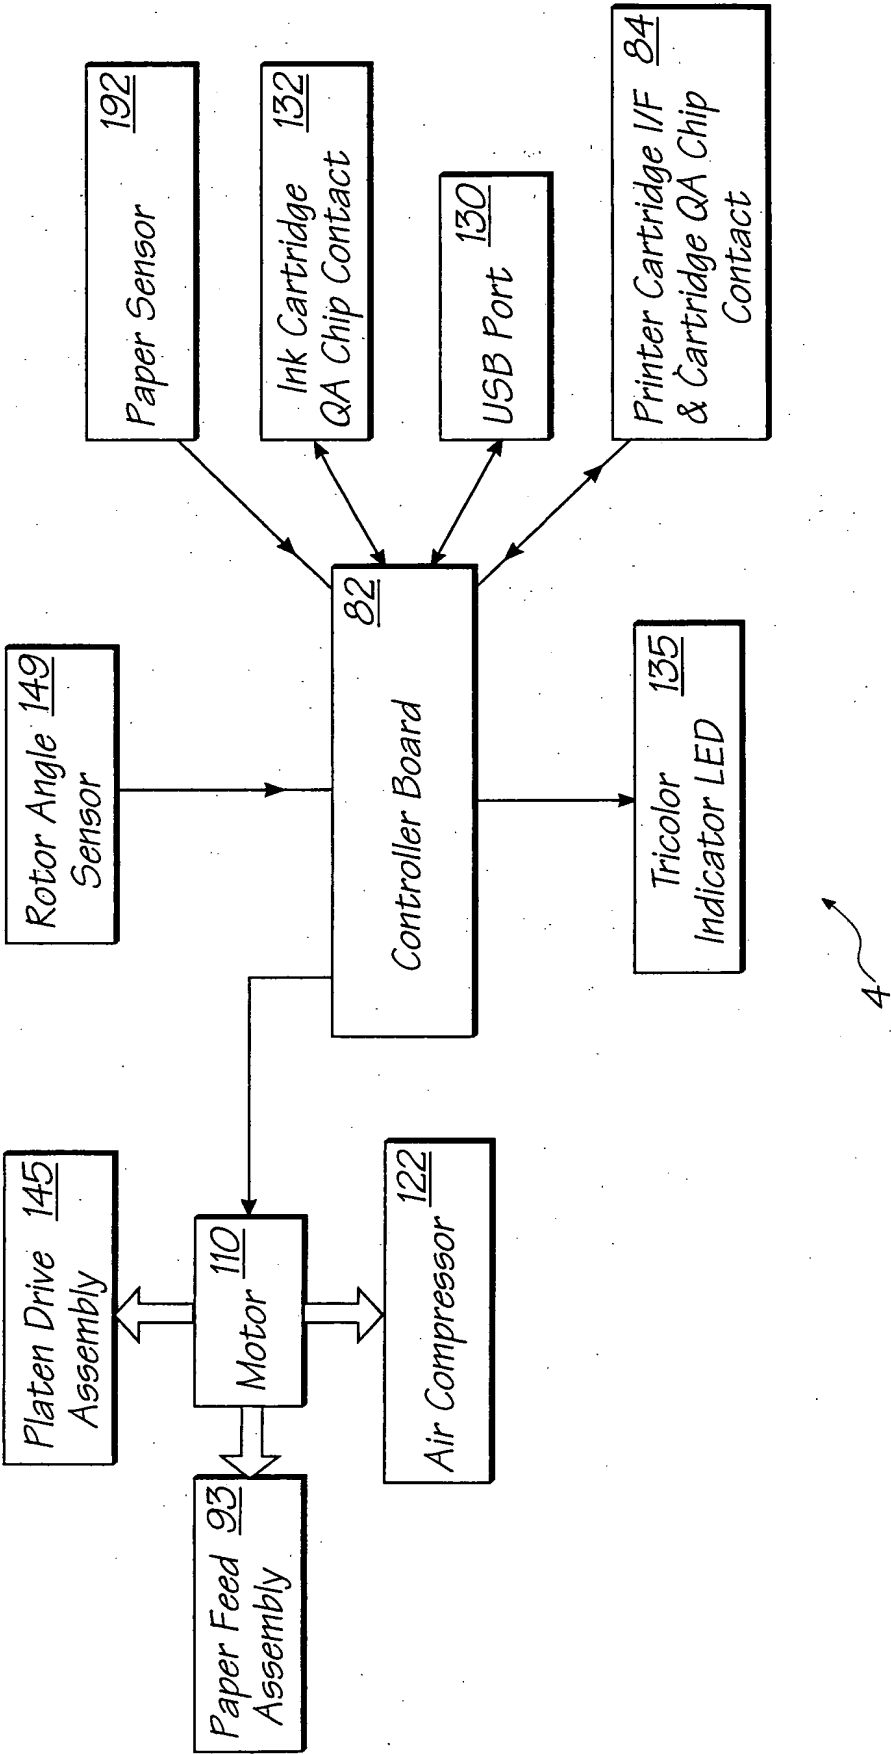 Paper Feed 93
Assembly
Platen Drive 145
Assembly
Motor 110
Air Compressor 122
Rotor Angle 149
Sensor
Controller Board 82
Tricolor 135
Indicator LED
Paper Sensor 192
Ink Cartridge 132
QA Chip Contact
USB Port 130
Printer Cartridge I/F 84
& Cartridge QA Chip
Contact
4